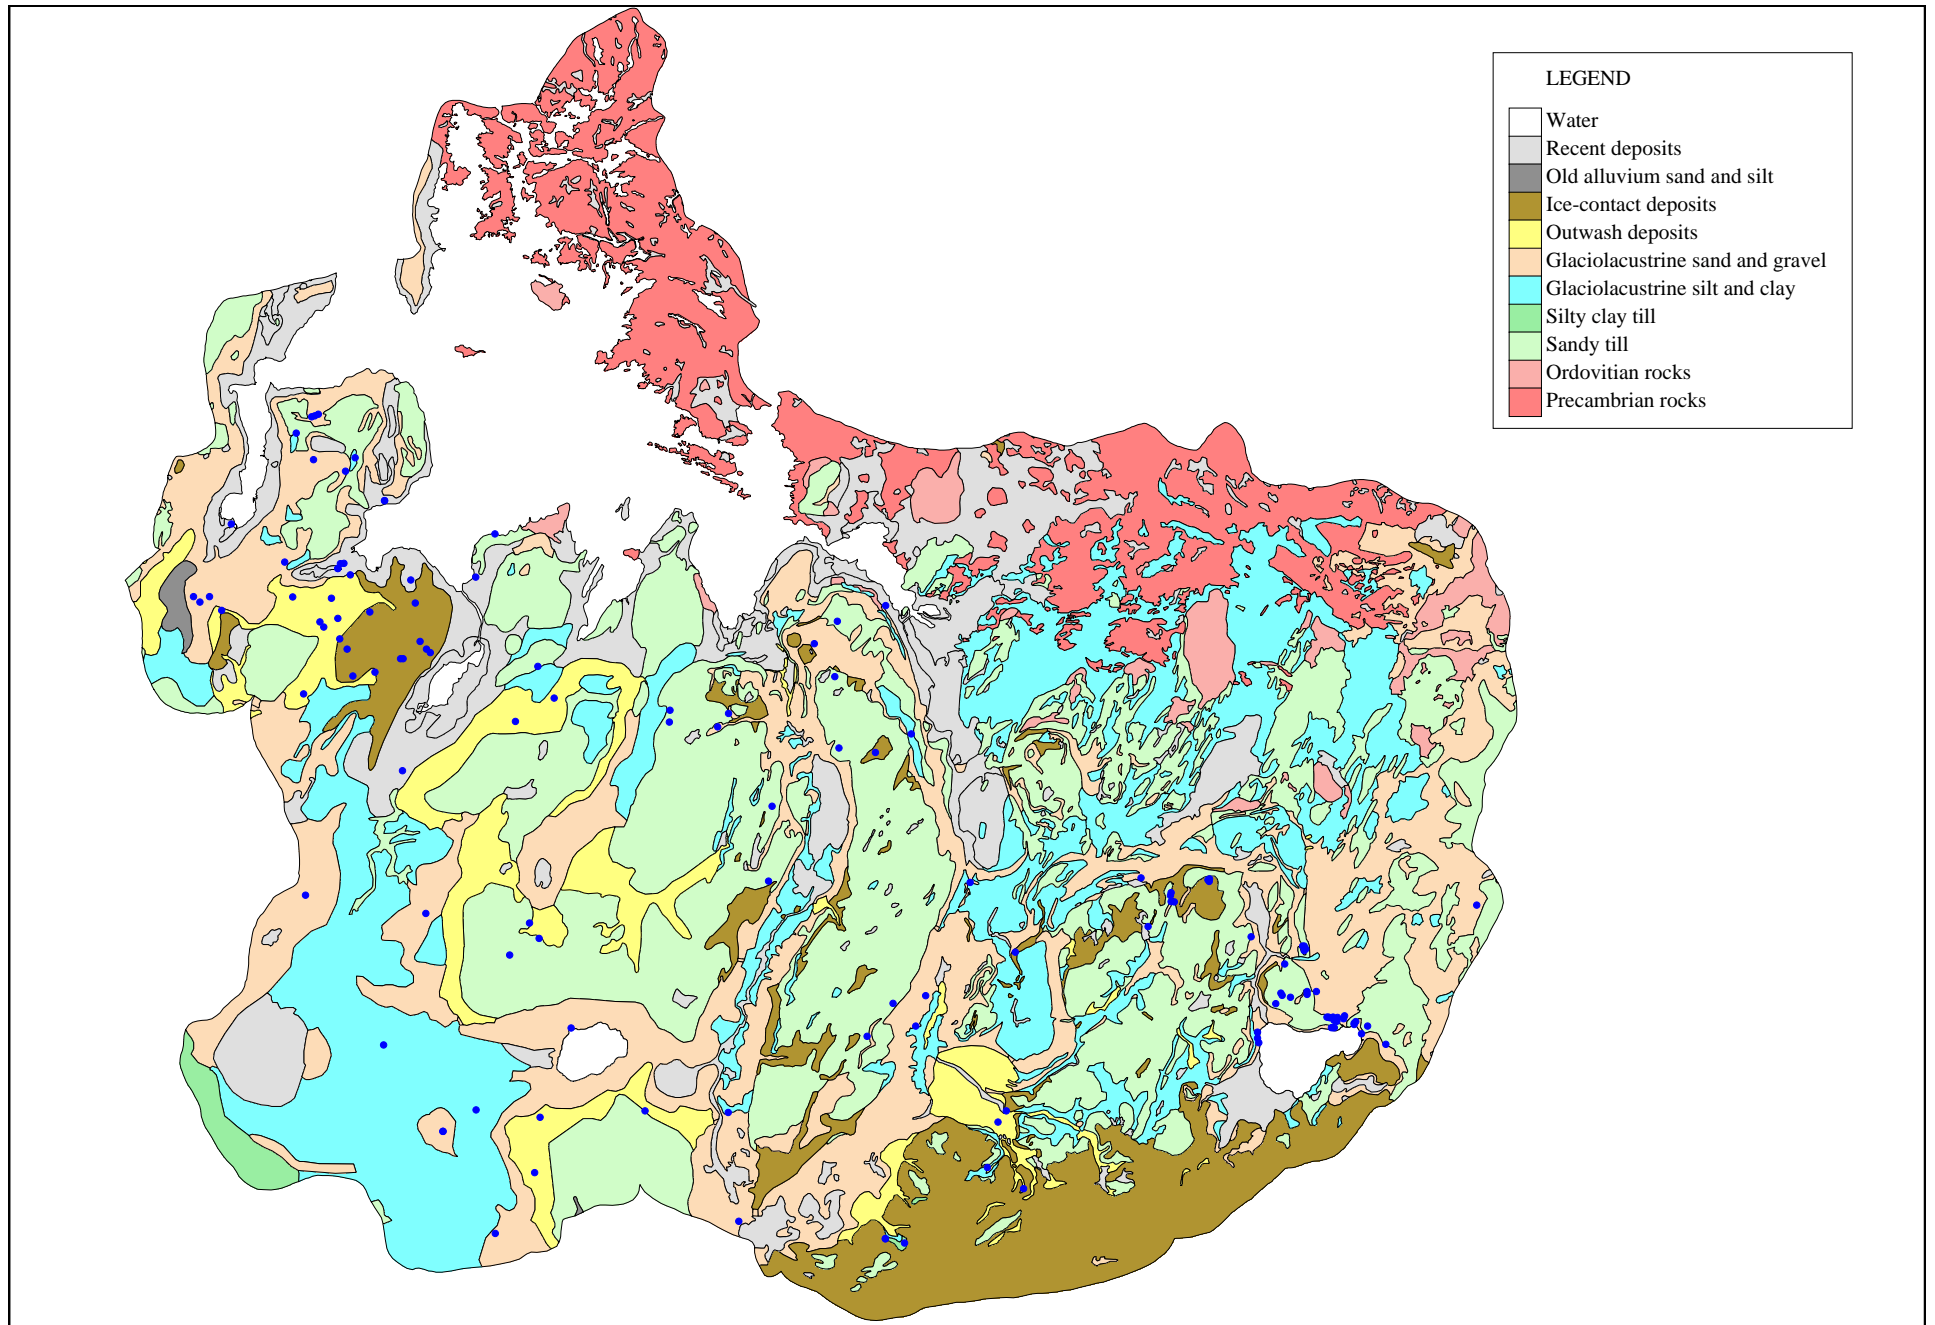 LEGEND
Water
Recent deposits
Old alluvium sand and silt
Ice-contact deposits
Outwash deposits
Glaciolacustrine sand and gravel
Glaciolacustrine silt and clay
Silty clay till
Sandy till
Ordovitian rocks
Precambrian rocks